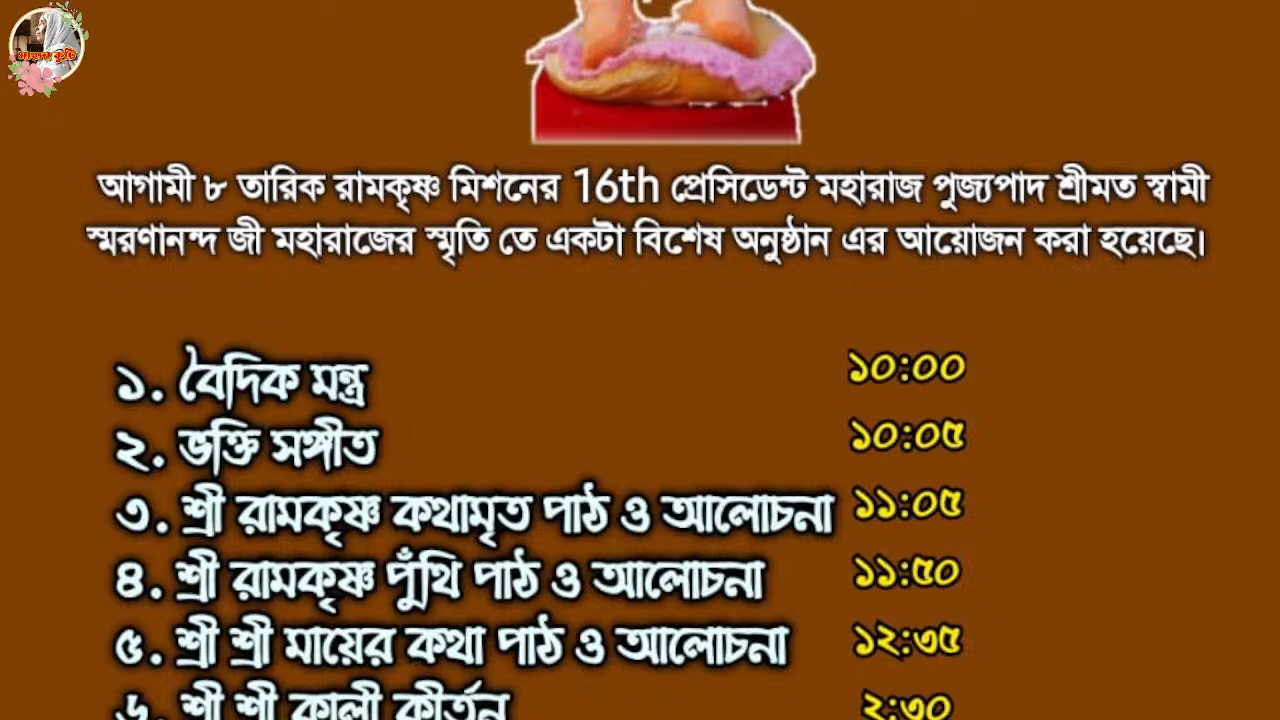 মায়ের কুটি
আগামী ৮ তারিক রামকৃষ্ণ মিশনের 16th প্রেসিডেন্ট মহারাজ পুজ্যপাদ শ্রীমত স্বামী
স্মরণানন্দ জী মহারাজের স্মৃতি তে একটা বিশেষ অনুষ্ঠান এর আয়োজন করা হয়েছে।
১. বৈদিক মন্ত্র ১০:০০
২. ভক্তি সঙ্গীত ১০:০৫
৩. শ্রী রামকৃষ্ণ কথামৃত পাঠ ও আলোচনা ১১:০৫
৪. শ্রী রামকৃষ্ণ পুঁথি পাঠ ও আলোচনা ১১:৫০
৫. শ্রী শ্রী মায়ের কথা পাঠ ও আলোচনা ১২:৩৫
৬. শ্রী শ্রী কালী কীর্তন ২:৩০